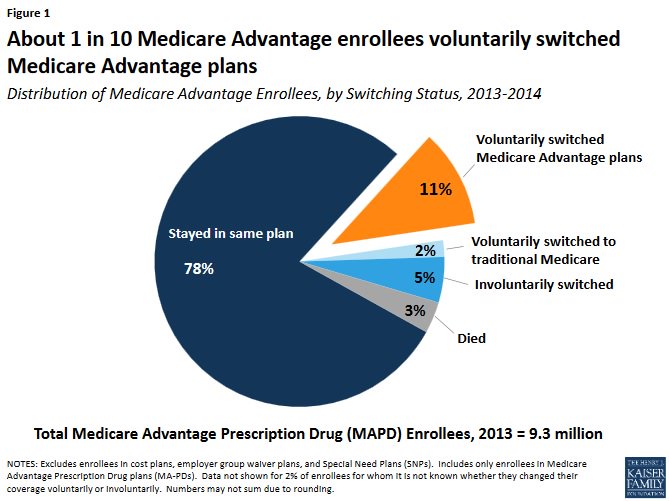 Figure 1
About 1 in 10 Medicare Advantage enrollees voluntarily switched
Medicare Advantage plans
Distribution of Medicare Advantage Enrollees, by Switching Status, 2013-2014
Voluntarily switched
Medicare Advantage plans
11%
Stayed in same plan
78%
Voluntarily switched to
traditional Medicare
2%
Involuntarily switched
5%
3%
Died
Total Medicare Advantage Prescription Drug (MAPD) Enrollees, 2013 = 9.3 million
NOTES: Excludes enrollees in cost plans, employer group waiver plans, and Special Need Plans (SNPs). Includes only enrollees in Medicare
Advantage Prescription Drug plans (MA-PDs). Data not shown for 2% of enrollees for whom it is not known whether they changed their
coverage voluntarily or involuntarily. Numbers may not sum due to rounding.
THE HENRY J.
KAISER
FAMILY
FOUNDATION